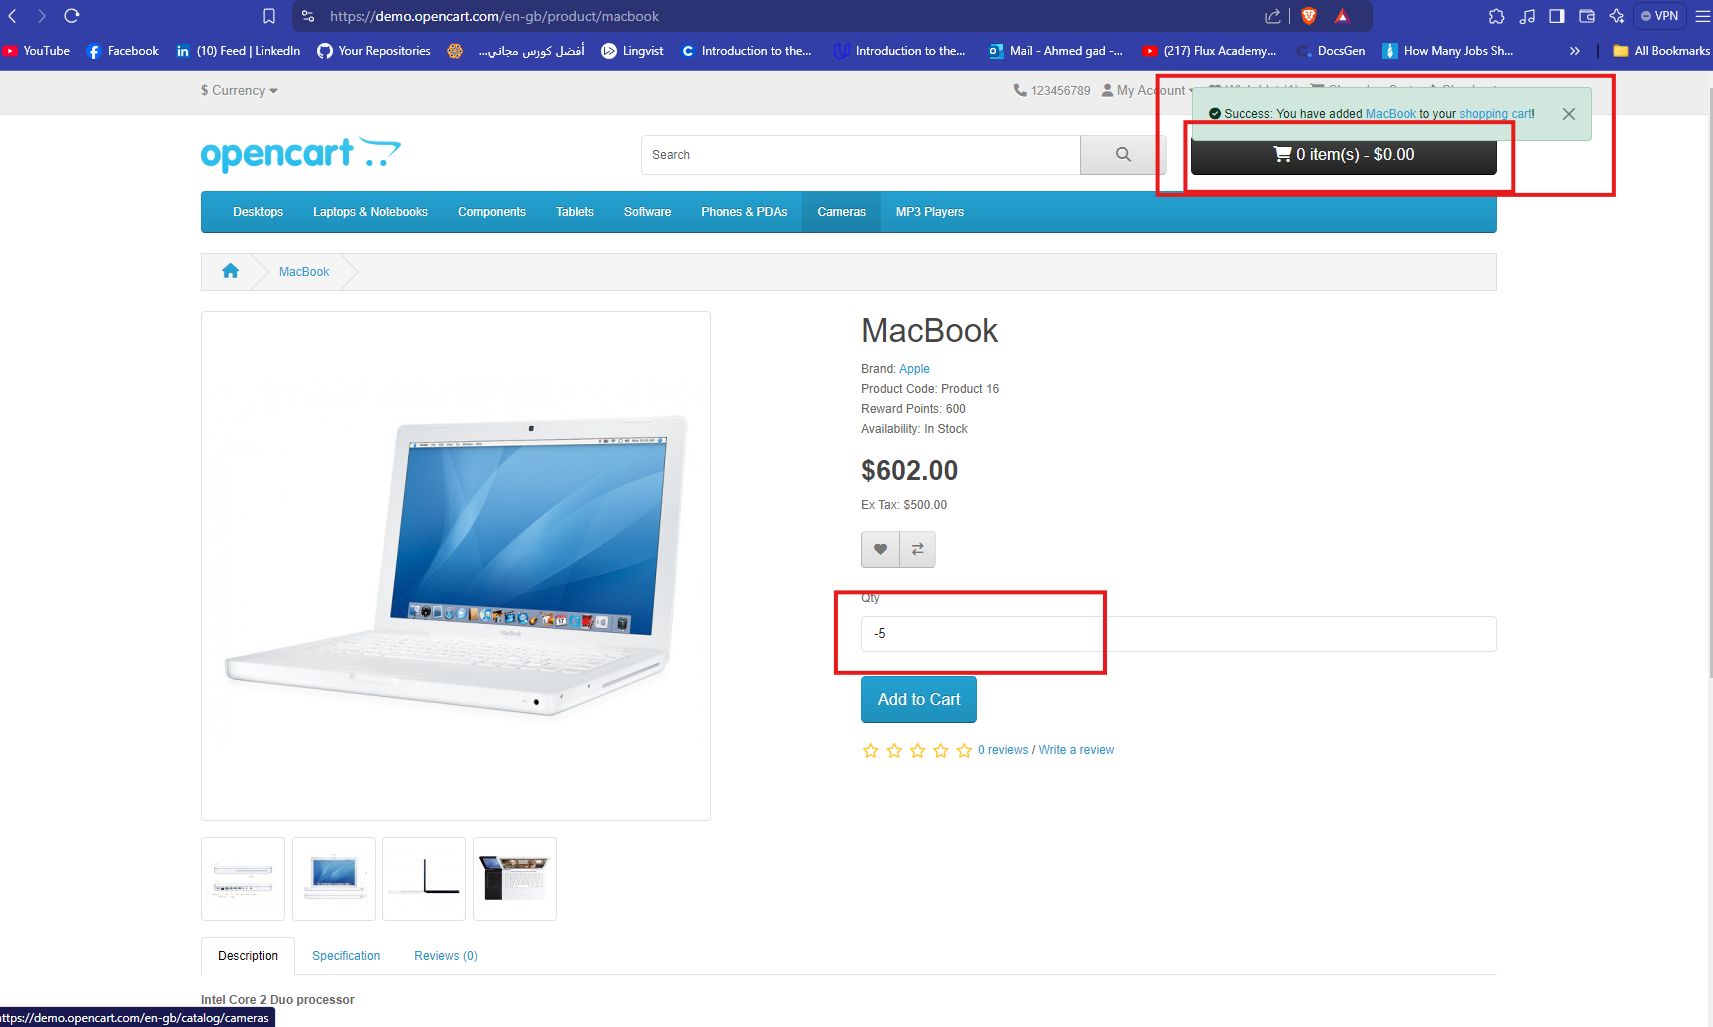 https://demo.opencart.com/en-gb/product/macbook
VPN
YouTube
Facebook
(10) Feed | LinkedIn
Your Repositories
أفضل كورس مجاني...
Lingvist
Introduction to the...
Introduction to the...
Mail - Ahmed gad -...
(217) Flux Academy...
DocsGen
How Many Jobs Sh...
»
All Bookmarks
$ Currency
123456789
My Account
Success: You have added MacBook to your shopping cart!
opencart
Search
0 item(s) - $0.00
Desktops
Laptops & Notebooks
Components
Tablets
Software
Phones & PDAs
Cameras
MP3 Players
MacBook
MacBook
Brand: Apple
Product Code: Product 16
Reward Points: 600
Availability: In Stock
$602.00
Ex Tax: $500.00
Qty
-5
Add to Cart
0 reviews / Write a review
MacBook
Description
Specification
Reviews (0)
Intel Core 2 Duo processor
https://demo.opencart.com/en-gb/catalog/cameras